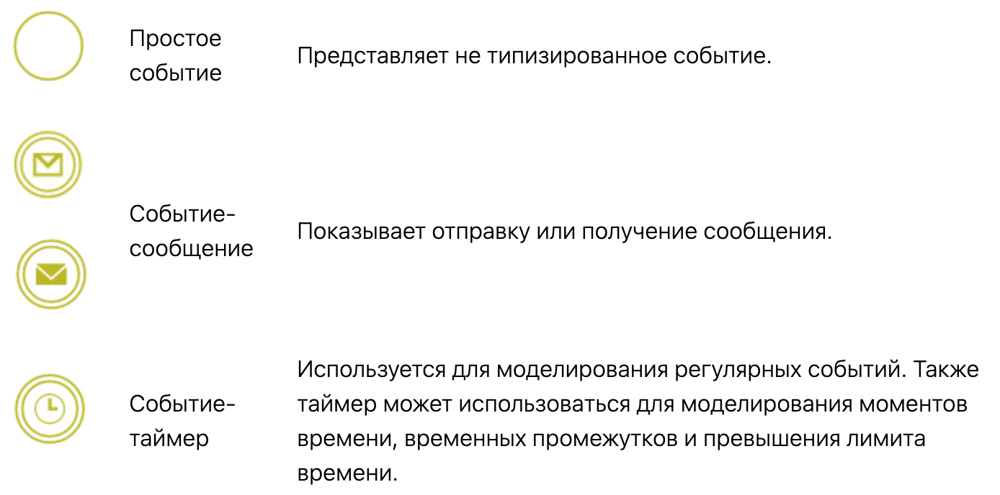 Простое
событие
Представляет не типизированное событие.
Событие-
сообщение
Показывает отправку или получение сообщения.
Событие-
таймер
Используется для моделирования регулярных событий. Также
таймер может использоваться для моделирования моментов
времени, временных промежутков и превышения лимита
времени.